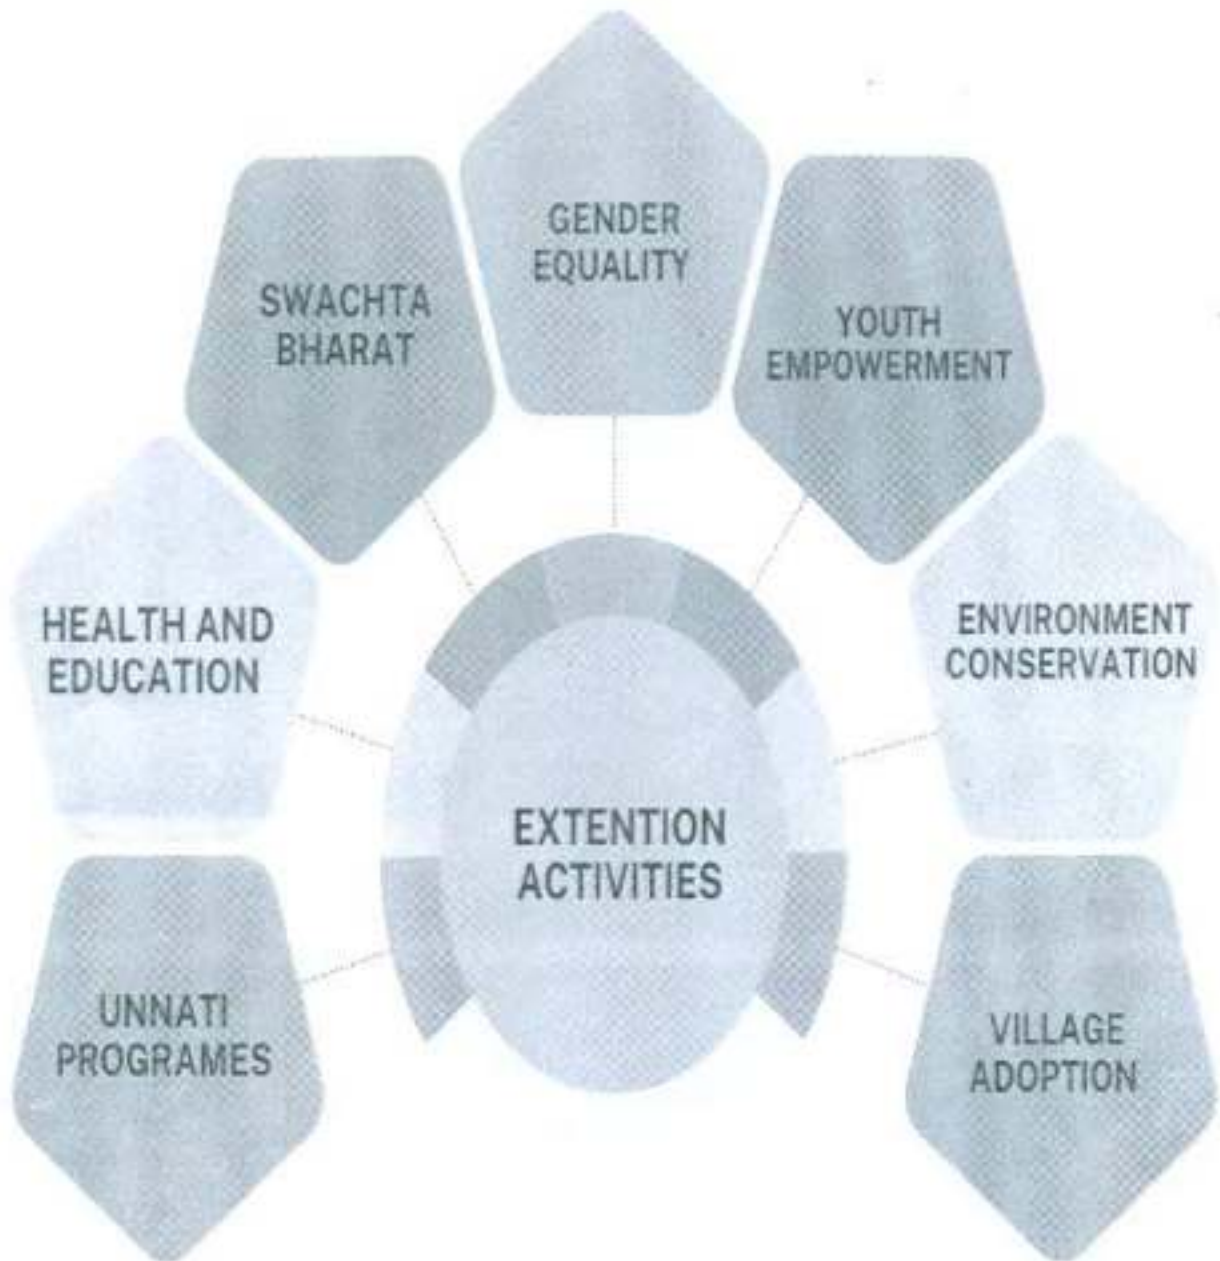 GENDER
EQUALITY
SWACHTA
BHARAT
YOUTH
EMPOWERMENT
HEALTH AND
EDUCATION
ENVIRONMENT
CONSERVATION
EXTENTION
ACTIVITIES
UNNATI
PROGRAMES
VILLAGE
ADOPTION